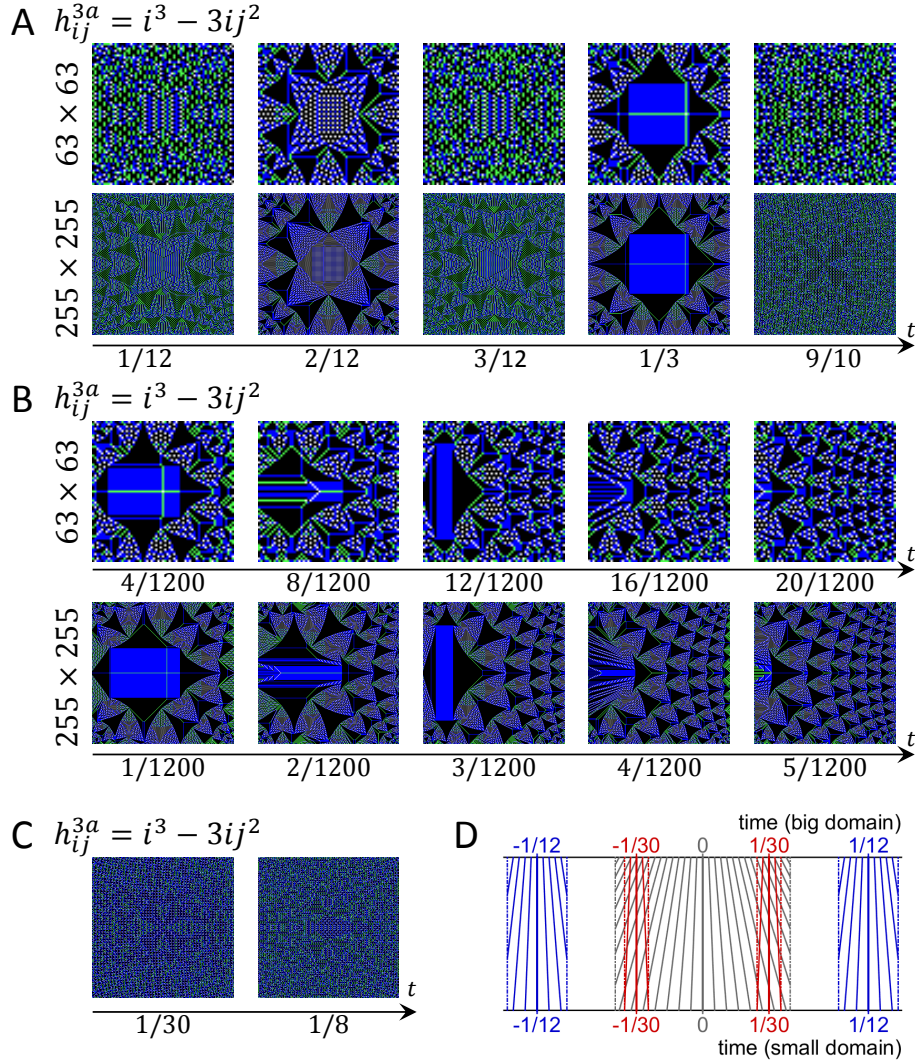 A $h_{ij}^{3a} = i^3 - 3ij^2$
63 × 63
255 × 255
t
1/12 2/12 3/12 1/3 9/10
B $h_{ij}^{3a} = i^3 - 3ij^2$
63 × 63
t
4/1200 8/1200 12/1200 16/1200 20/1200
255 × 255
t
1/1200 2/1200 3/1200 4/1200 5/1200
C $h_{ij}^{3a} = i^3 - 3ij^2$
t
1/30 1/8
D
time (big domain)
-1/12 -1/30 0 1/30 1/12
-1/12 -1/30 0 1/30 1/12
time (small domain)